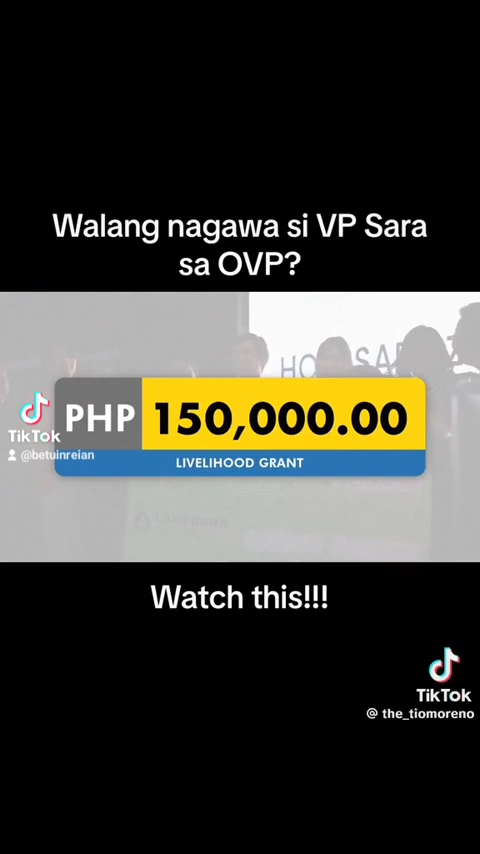 Walang nagawa si VP Sara
sa OVP?
TikTok
@betuinreian
PHP 150,000.00
LIVELIHOOD GRANT
Watch this!!!
TikTok
@ the_tiomoreno